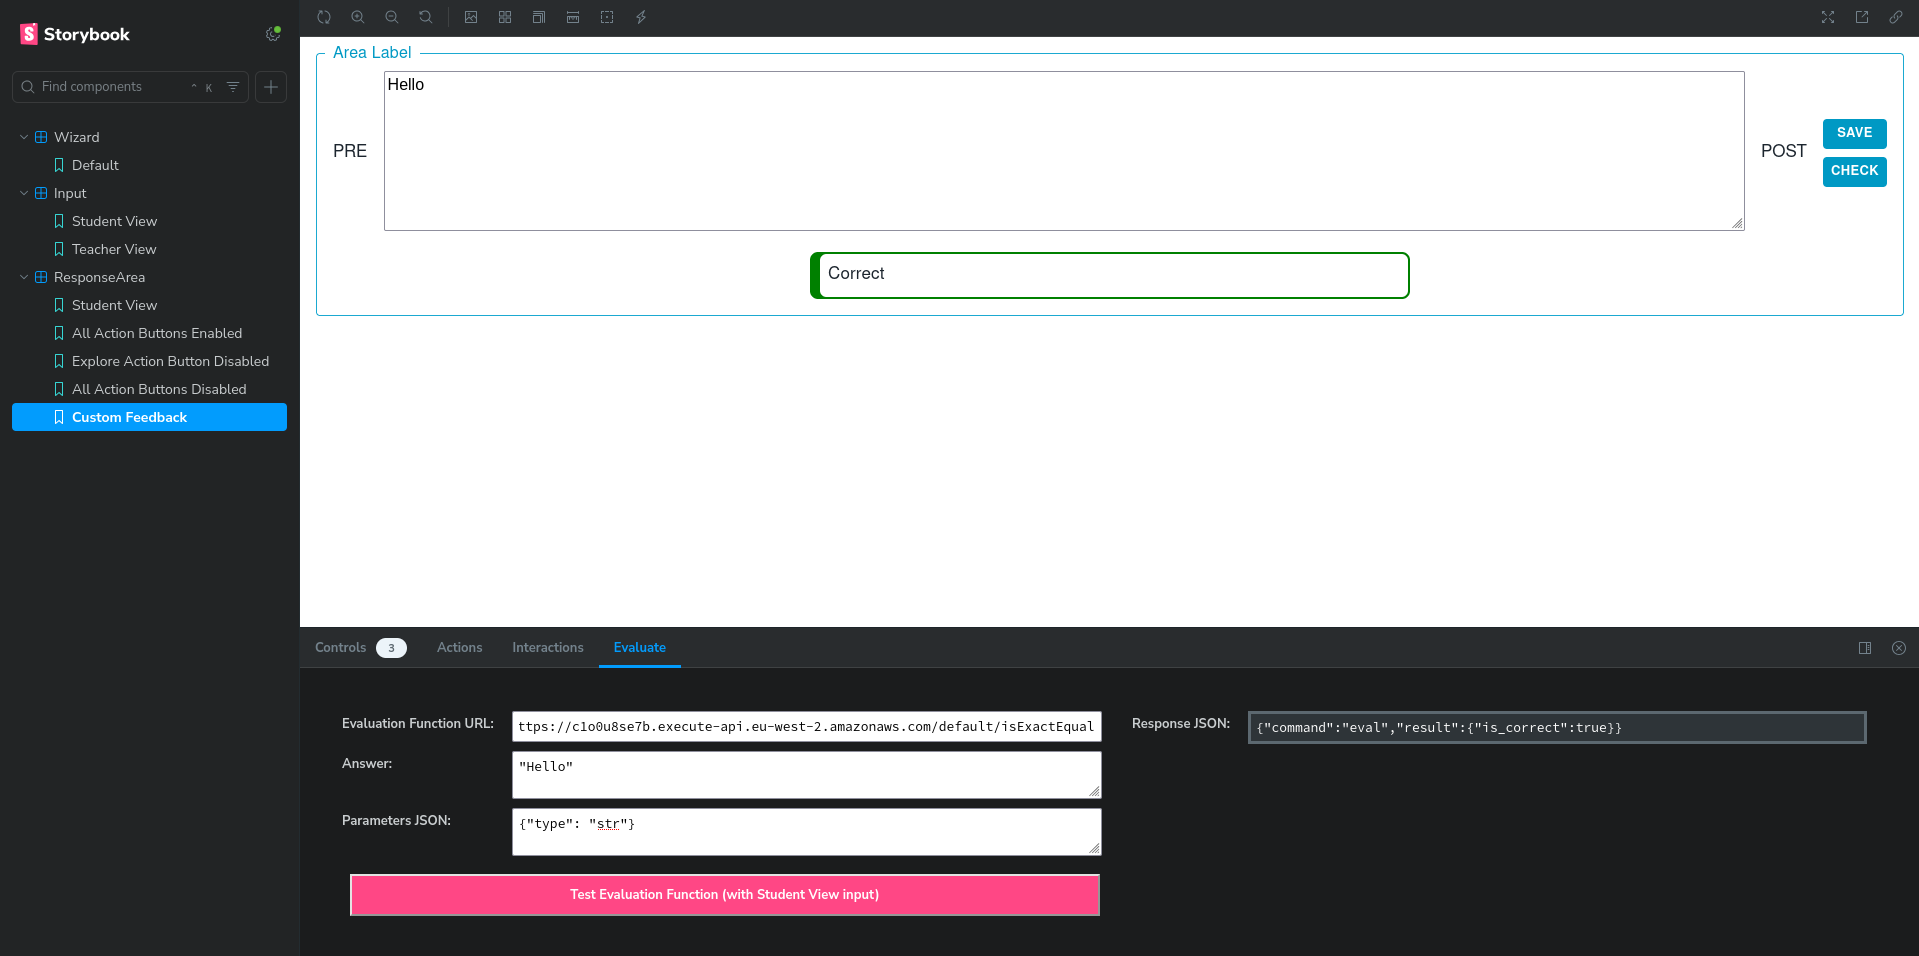 Storybook
Find components
⌃ K
Wizard
Default
Input
Student View
Teacher View
ResponseArea
Student View
All Action Buttons Enabled
Explore Action Button Disabled
All Action Buttons Disabled
Custom Feedback
Area Label
PRE
Hello
POST
SAVE
CHECK
Correct
Controls 3 Actions Interactions Evaluate
Evaluation Function URL: ttps://c1o0u8se7b.execute-api.eu-west-2.amazonaws.com/default/isExactEqual
Answer: "Hello"
Parameters JSON: {"type": "str"}
Test Evaluation Function (with Student View input)
Response JSON: {"command":"eval","result":{"is_correct":true}}